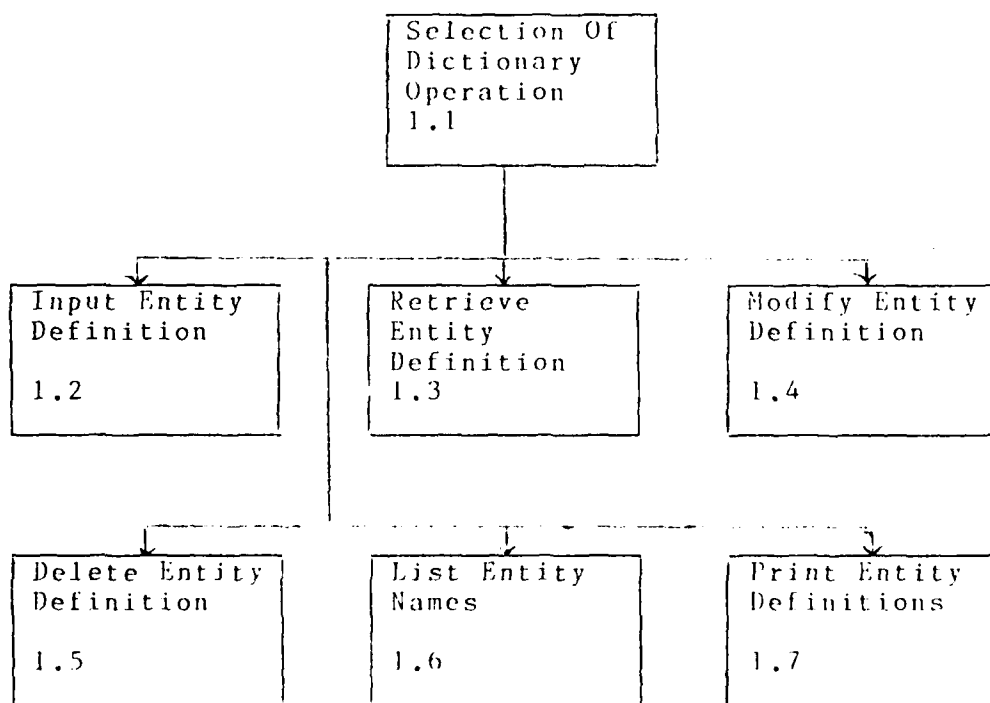 Selection Of
Dictionary
Operation
1.1
Input Entity
Definition
1.2
Retrieve
Entity
Definition
1.3
Modify Entity
Definition
1.4
Delete Entity
Definition
1.5
List Entity
Names
1.6
Print Entity
Definitions
1.7